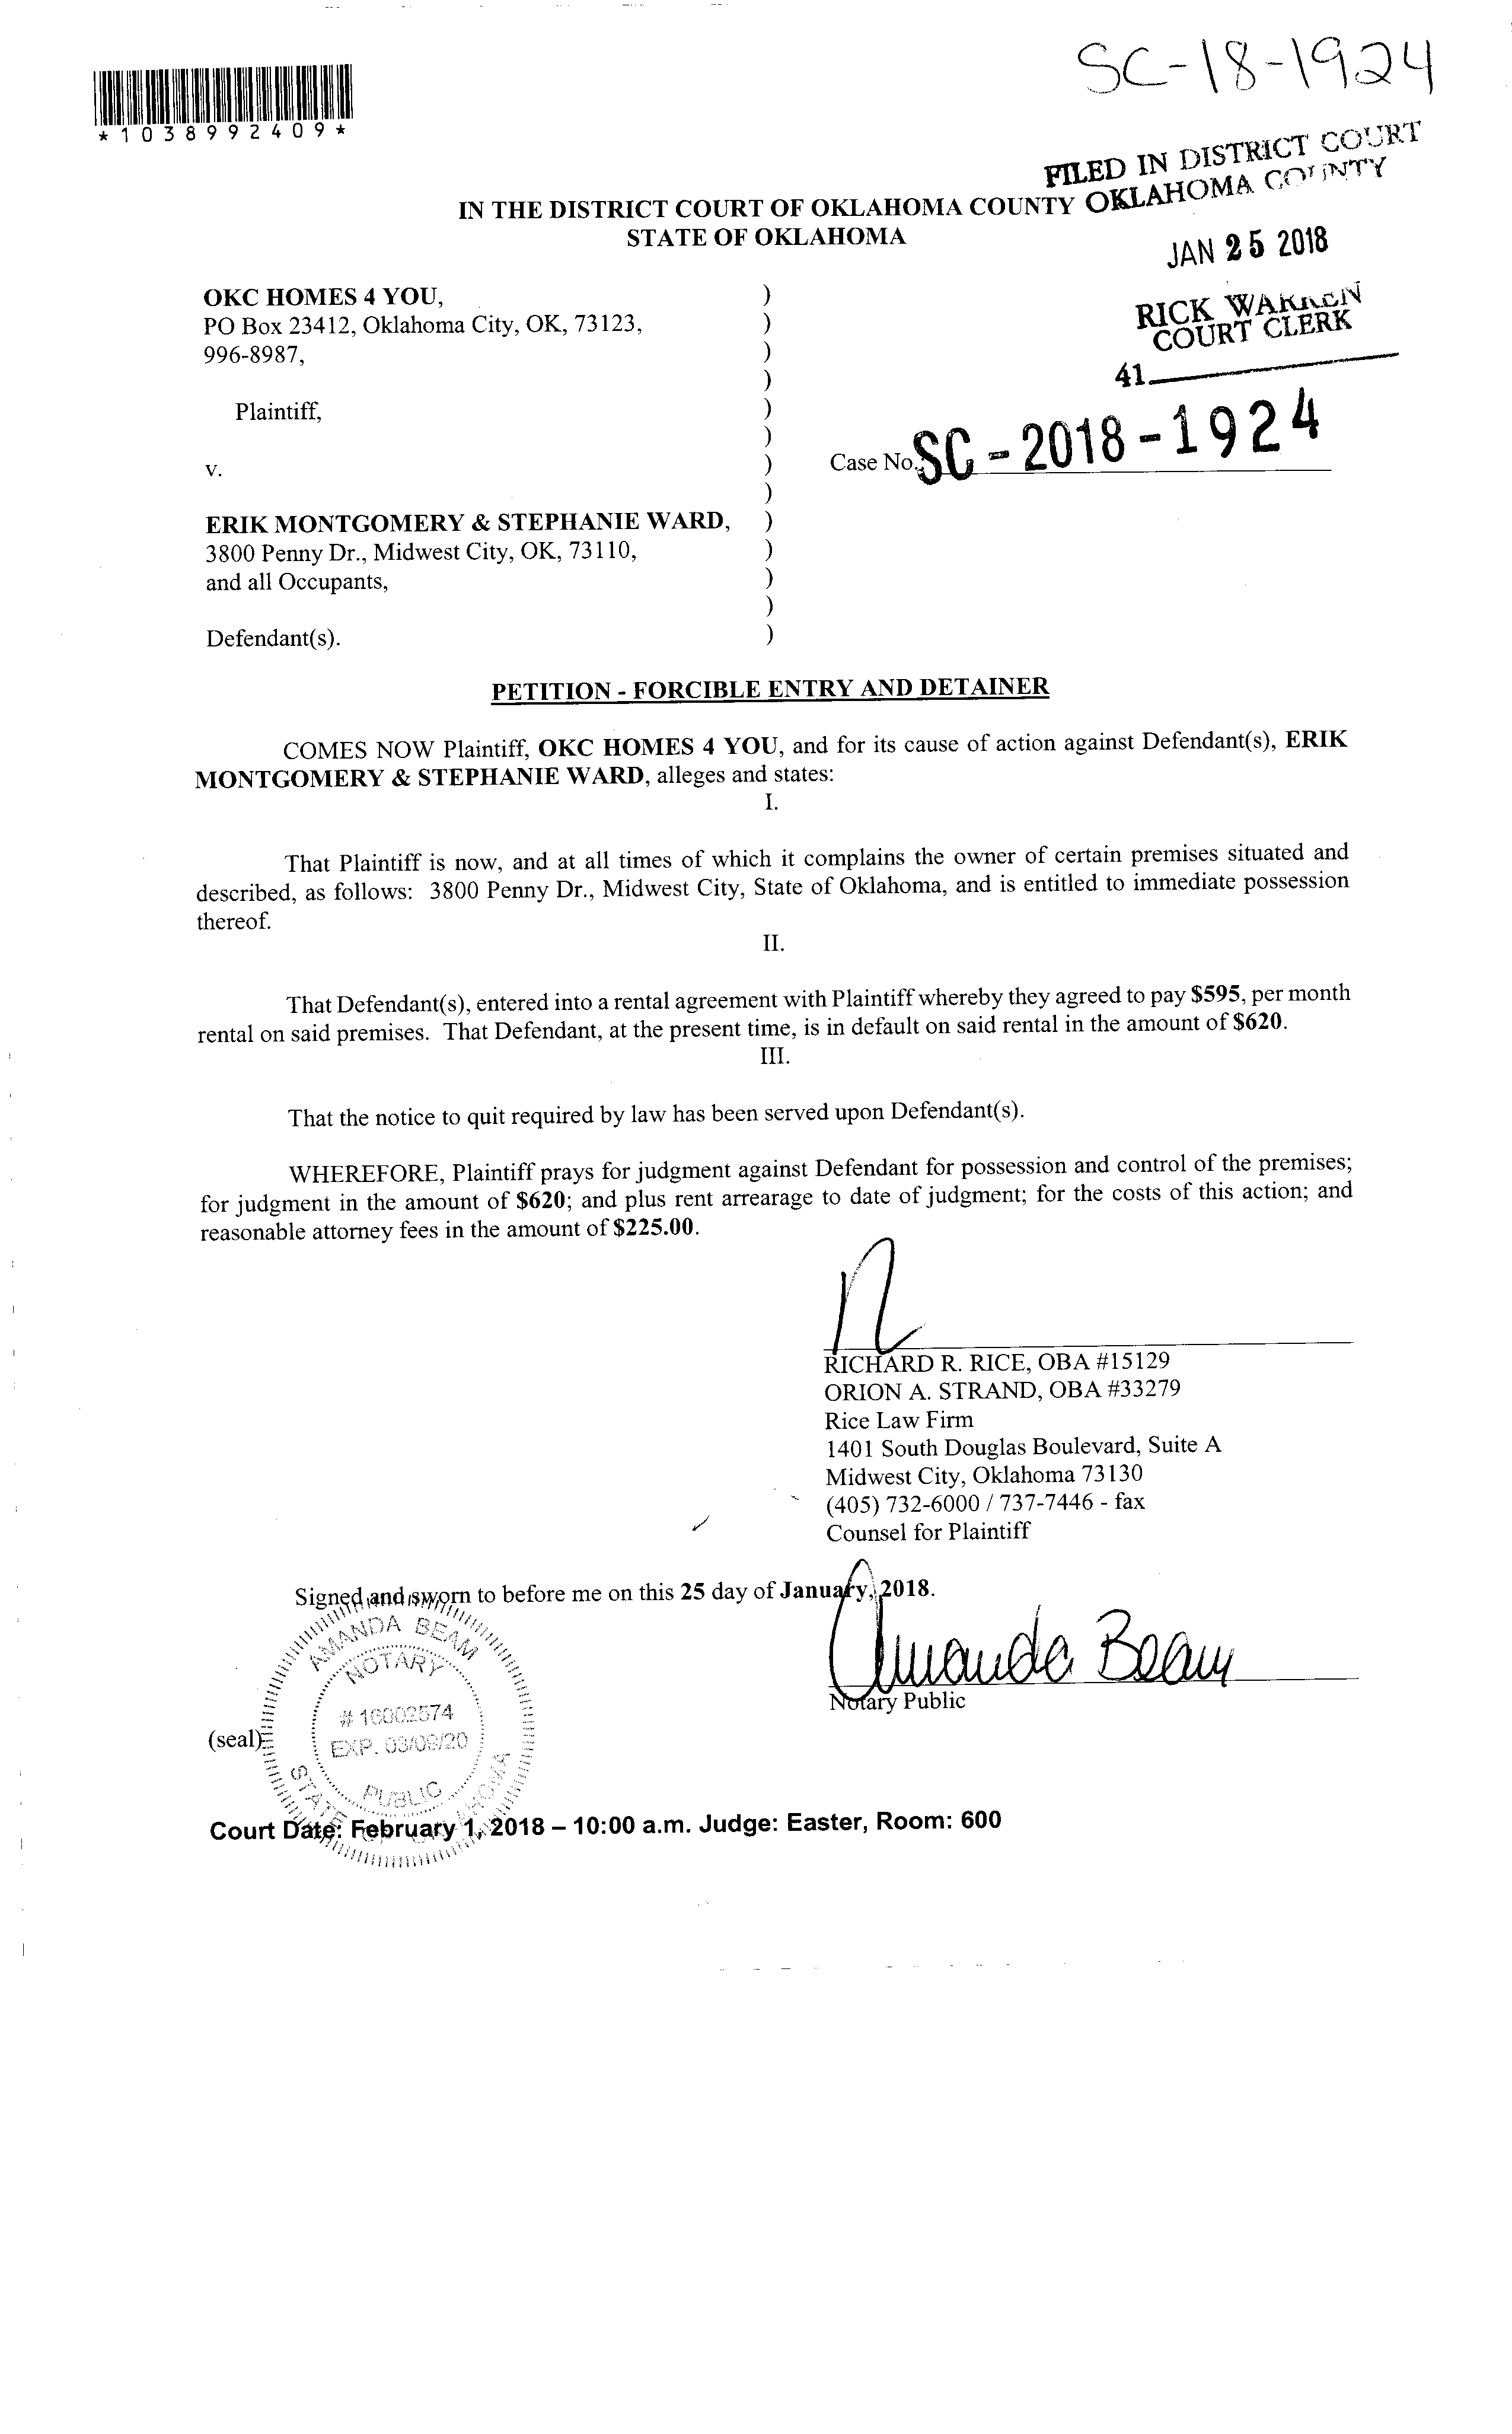 SC-18-1924
*1038992409*
FILED IN DISTRICT COURT
OKLAHOMA COUNTY
IN THE DISTRICT COURT OF OKLAHOMA COUNTY
STATE OF OKLAHOMA
JAN 25 2018
RICK WARREN
COURT CLERK
41
OKC HOMES 4 YOU, )
PO Box 23412, Oklahoma City, OK, 73123, )
996-8987, )
)
Plaintiff, )
)
v. ) Case No. SC-2018-1924
)
ERIK MONTGOMERY & STEPHANIE WARD, )
3800 Penny Dr., Midwest City, OK, 73110, )
and all Occupants, )
)
Defendant(s). )
PETITION - FORCIBLE ENTRY AND DETAINER
COMES NOW Plaintiff, OKC HOMES 4 YOU, and for its cause of action against Defendant(s), ERIK
MONTGOMERY & STEPHANIE WARD, alleges and states:
I.
That Plaintiff is now, and at all times of which it complains the owner of certain premises situated and
described, as follows: 3800 Penny Dr., Midwest City, State of Oklahoma, and is entitled to immediate possession
thereof.
II.
That Defendant(s), entered into a rental agreement with Plaintiff whereby they agreed to pay $595, per month
rental on said premises. That Defendant, at the present time, is in default on said rental in the amount of $620.
III.
That the notice to quit required by law has been served upon Defendant(s).
WHEREFORE, Plaintiff prays for judgment against Defendant for possession and control of the premises;
for judgment in the amount of $620; and plus rent arrearage to date of judgment; for the costs of this action; and
reasonable attorney fees in the amount of $225.00.
RICHARD R. RICE, OBA #15129
ORION A. STRAND, OBA #33279
Rice Law Firm
1401 South Douglas Boulevard, Suite A
Midwest City, Oklahoma 73130
(405) 732-6000 / 737-7446 - fax
Counsel for Plaintiff
Signed and sworn to before me on this 25 day of January, 2018.
Amanda Beam
Notary Public
AMANDA BEAM
NOTARY
# 16002574
EXP. 03/09/20
PUBLIC
STATE
(seal)
Court Date: February 1, 2018 – 10:00 a.m. Judge: Easter, Room: 600